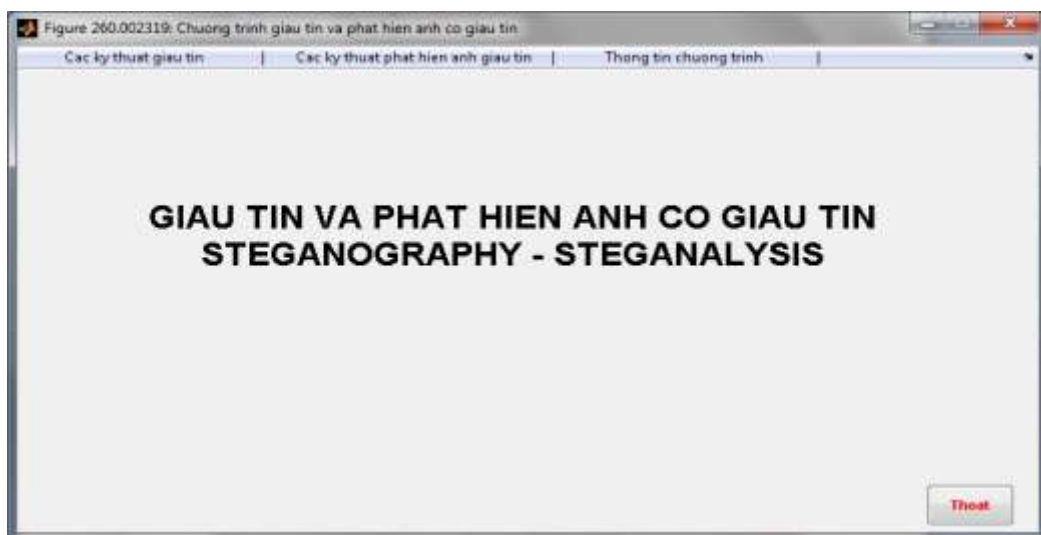 Figure 260.002319: Chuong trinh giau tin va phat hien anh co giau tin
Cac ky thuat giau tin | Cac ky thuat phat hien anh giau tin | Thong tin chuong trinh |
GIAU TIN VA PHAT HIEN ANH CO GIAU TIN
STEGANOGRAPHY - STEGANALYSIS
Thoat